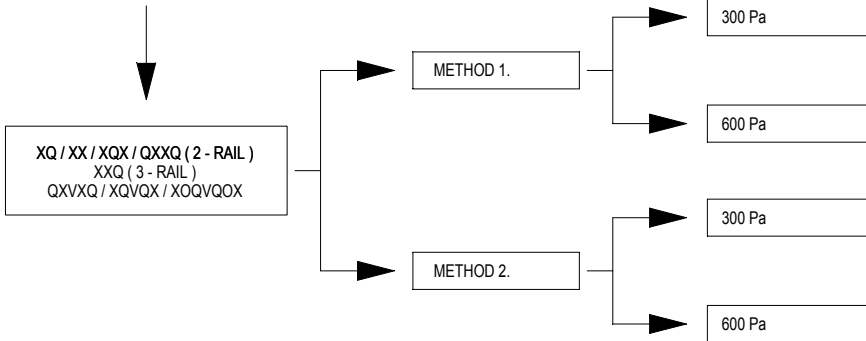 300 Pa
METHOD 1.
600 Pa
XQ / XX / XQX / QXXQ ( 2 - RAIL )
XXQ ( 3 - RAIL )
QXVXQ / XQVQX / XOQVQOX
300 Pa
METHOD 2.
600 Pa